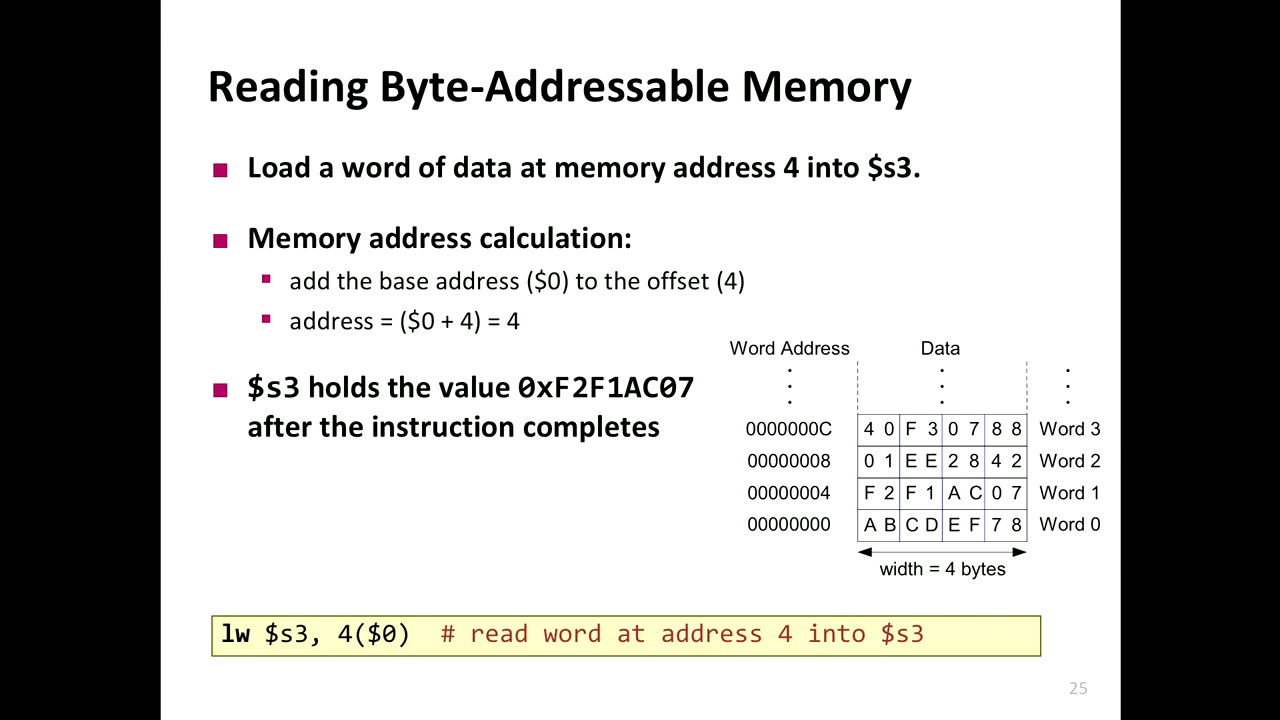 Reading Byte-Addressable Memory
Load a word of data at memory address 4 into $s3.
Memory address calculation:
add the base address ($0) to the offset (4)
address = ($0 + 4) = 4
$s3 holds the value 0xF2F1AC07
after the instruction completes
Word Address Data
0000000C 4 0 F 3 0 7 8 8 Word 3
00000008 0 1 E E 2 8 4 2 Word 2
00000004 F 2 F 1 A C 0 7 Word 1
00000000 A B C D E F 7 8 Word 0
width = 4 bytes
lw $s3, 4($0) # read word at address 4 into $s3
25